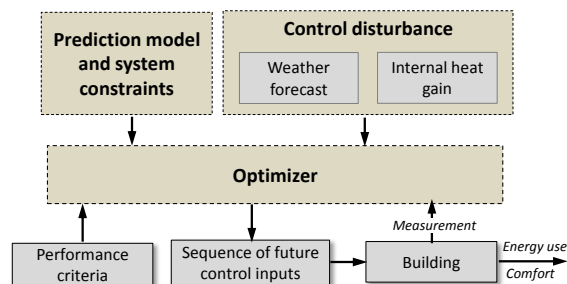 Prediction model
and system
constraints
Control disturbance
Weather
forecast
Internal heat
gain
Optimizer
Measurement
Performance
criteria
Sequence of future
control inputs
Building
Energy use
Comfort